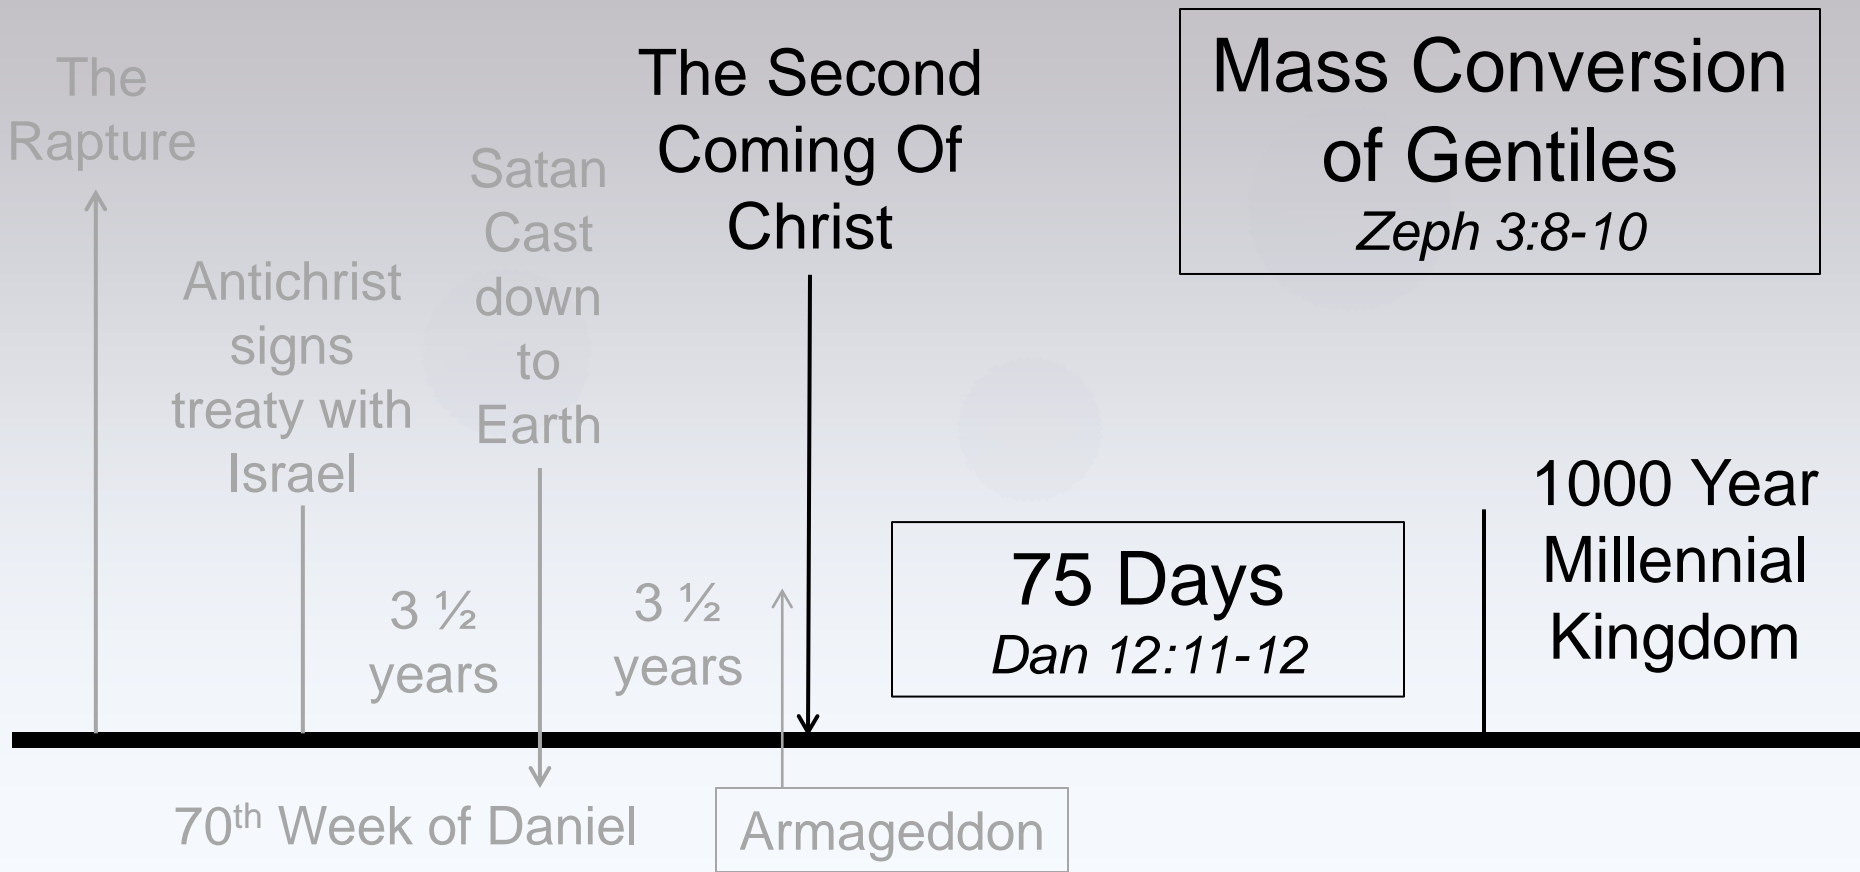 The
Rapture
Antichrist
signs
treaty with
Israel
3 ½
years
Satan
Cast
down
to
Earth
3 ½
years
The Second
Coming Of
Christ
Mass Conversion
of Gentiles
Zeph 3:8-10
75 Days
Dan 12:11-12
1000 Year
Millennial
Kingdom
70th Week of Daniel
Armageddon